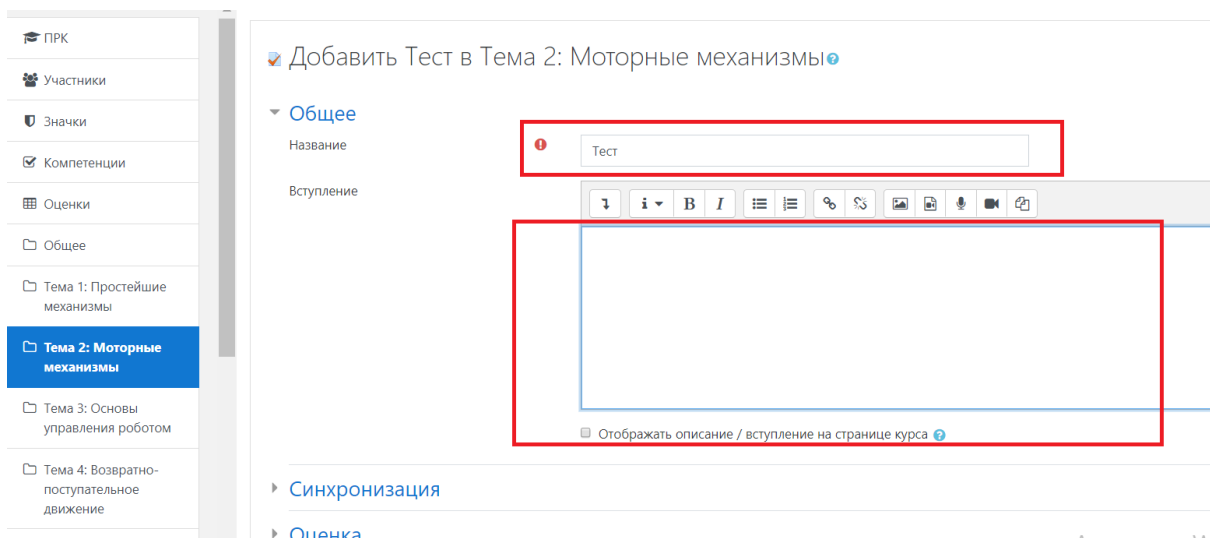 ПРК
Участники
Значки
Компетенции
Оценки
Общее
Тема 1: Простейшие
механизмы
Тема 2: Моторные
механизмы
Тема 3: Основы
управления роботом
Тема 4: Возвратно-
поступательное
движение
Добавить Тест в Тема 2: Моторные механизмы
Общее
Название
Тест
Вступление
i B I
Отображать описание / вступление на странице курса
Синхронизация
Оценка